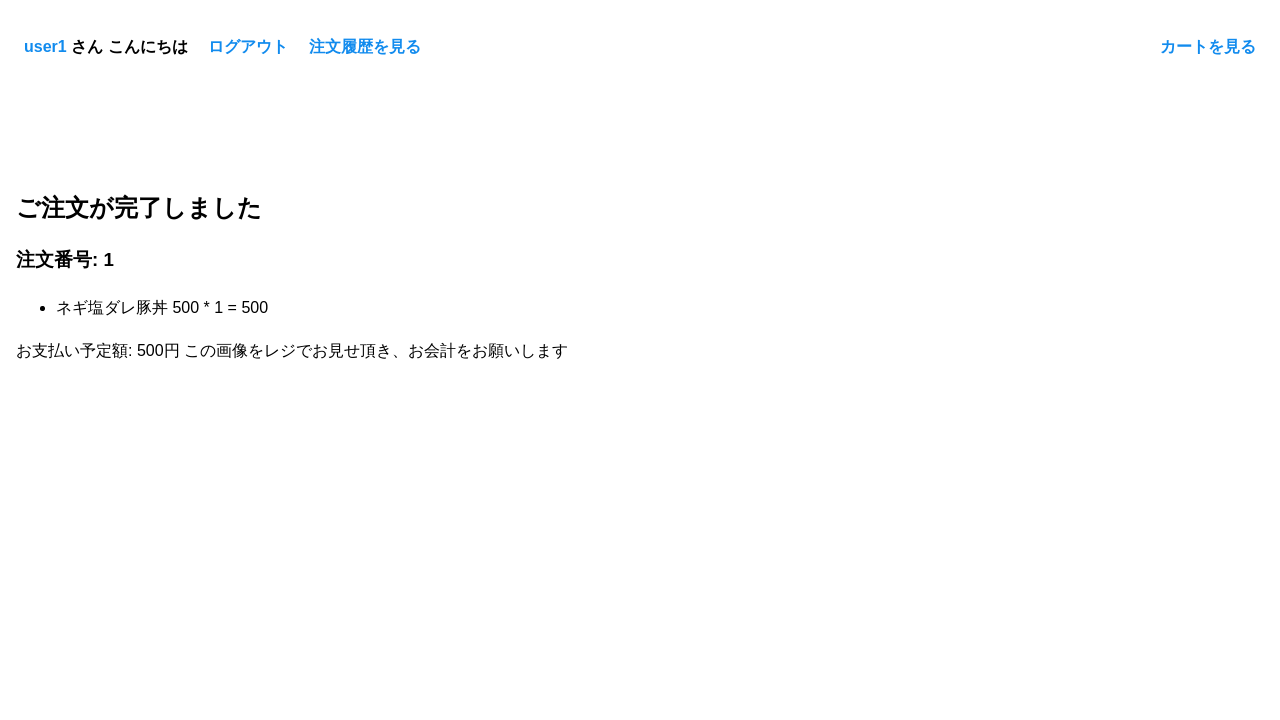 user1 さん こんにちは ログアウト 注文履歴を見る カートを見る
ご注文が完了しました
注文番号: 1
• ネギ塩ダレ豚丼 500 * 1 = 500
お支払い予定額: 500円 この画像をレジでお見せ頂き、お会計をお願いします